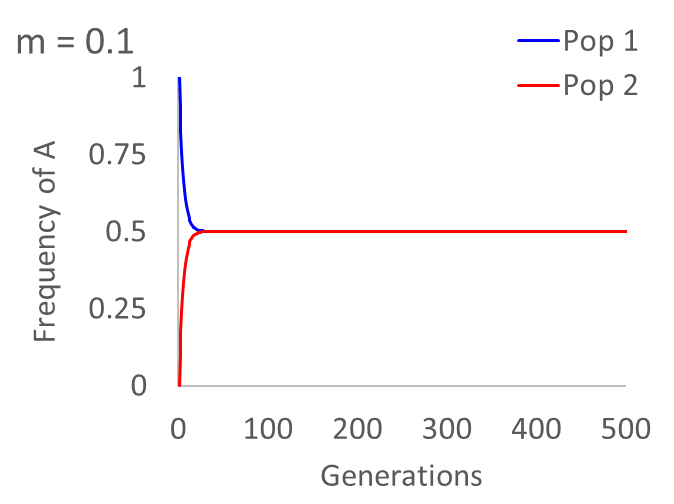 m = 0.1
Pop 1
Pop 2
1
0.75
0.5
0.25
0
Frequency of A
0 100 200 300 400 500
Generations